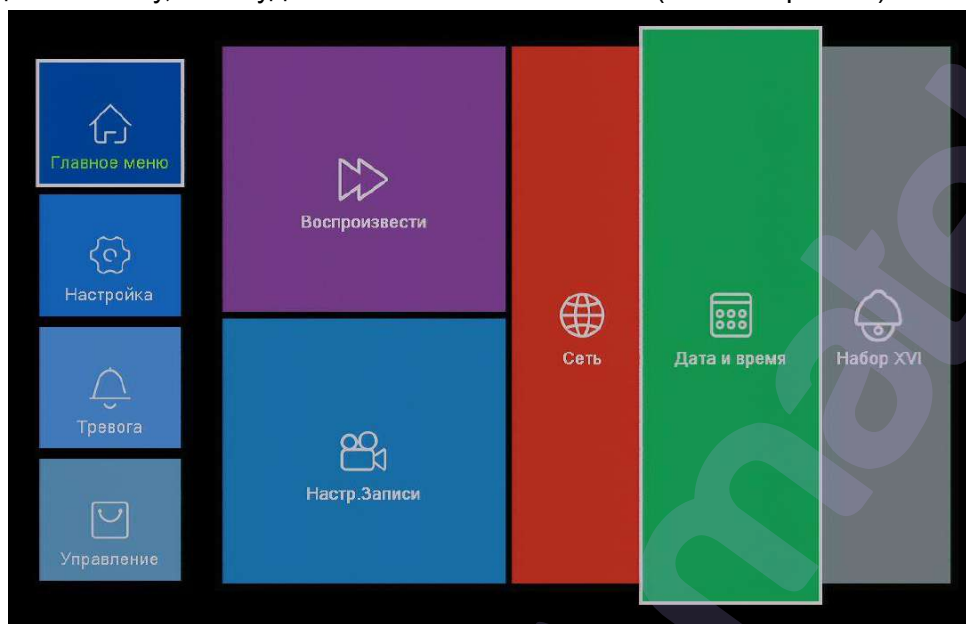 Главное меню
Настройка
Тревога
Управление
Воспроизвести
Настр.Записи
Сеть
Дата и время
Набор XVI